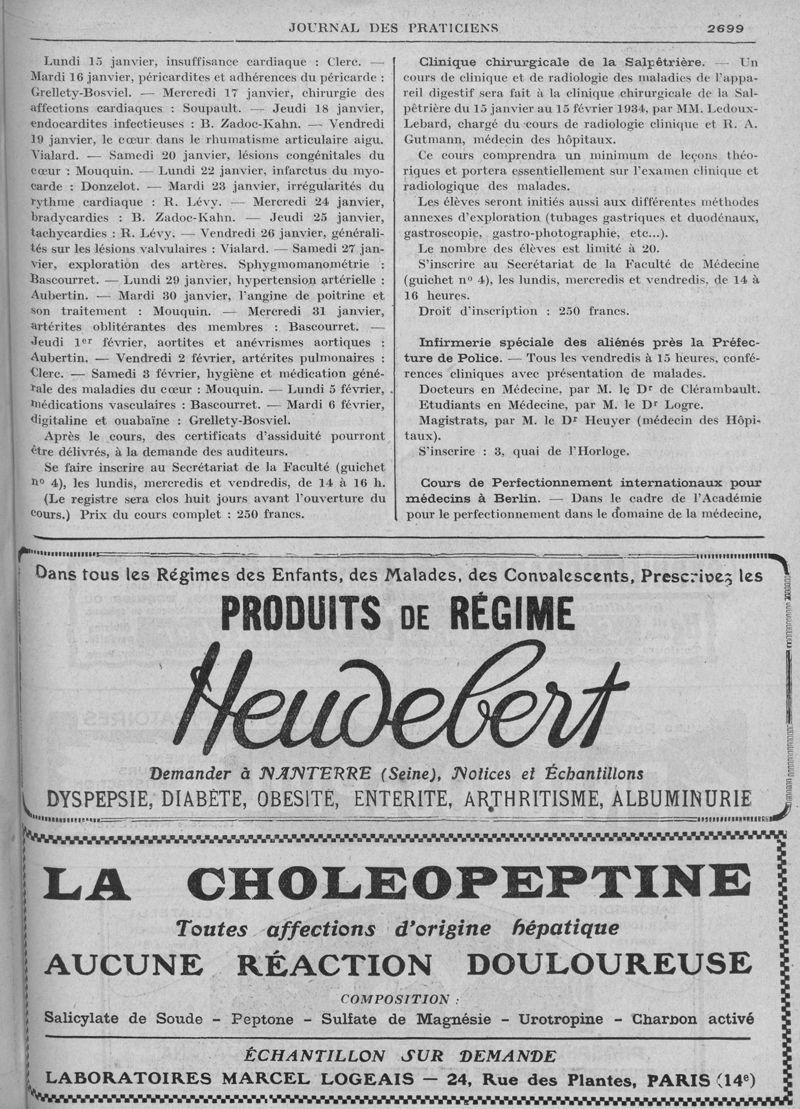 JOURNAL DES PRATICIENS 2699
Lundi 15 janvier, insuffisance cardiaque : Clerc. —
Mardi 16 janvier, péricardites et adhérences du péricarde :
Grellety-Bosviel. — Mercredi 17 janvier, chirurgie des
affections cardiaques : Soupault. — Jeudi 18 janvier,
endocardites infectieuses : B. Zadoc-Kahn. — Vendredi
19 janvier, le cœur dans le rhumatisme articulaire aigu.
Vialard. — Samedi 20 janvier, lésions congénitales du
cœur : Mouquin. — Lundi 22 janvier, infarctus du myo-
carde : Donzelot. — Mardi 23 janvier, irrégularités du
rythme cardiaque : R. Lévy. — Mercredi 24 janvier,
bradycardies : B. Zadoc-Kahn. — Jeudi 25 janvier,
tachycardies : R. Lévy. — Vendredi 26 janvier, générali-
tés sur les lésions valvulaires : Vialard. — Samedi 27 jan-
vier, exploration des artères. Sphygmomanométrie :
Bascourret. — Lundi 29 janvier, hypertension artérielle :
Aubertin. — Mardi 30 janvier, l'angine de poitrine et
son traitement : Mouquin. — Mercredi 31 janvier,
artérites oblitérantes des membres : Bascourret. —
Jeudi 1er février, aortites et anévrismes aortiques :
Aubertin. — Vendredi 2 février, artérites pulmonaires :
Clerc. — Samedi 3 février, hygiène et médication géné-
rale des maladies du cœur : Mouquin. — Lundi 5 février,
médications vasculaires : Bascourret. — Mardi 6 février,
digitaline et ouabaïne : Grellety-Bosviel.
Après le cours, des certificats d'assiduité pourront
être délivrés, à la demande des auditeurs.
Se faire inscrire au Secrétariat de la Faculté (guichet
n° 4), les lundis, mercredis et vendredis, de 14 à 16 h.
(Le registre sera clos huit jours avant l'ouverture du
cours.) Prix du cours complet : 250 francs.
Clinique chirurgicale de la Salpêtrière. — Un
cours de clinique et de radiologie des maladies de l'appa-
reil digestif sera fait à la clinique chirurgicale de la Sal-
pêtrière du 15 janvier au 15 février 1934, par MM. Ledoux-
Lebard, chargé du cours de radiologie clinique et R. A.
Gutmann, médecin des hôpitaux.
Ce cours comprendra un minimum de leçons théo-
riques et portera essentiellement sur l'examen clinique et
radiologique des malades.
Les élèves seront initiés aussi aux différentes méthodes
annexes d'exploration (tubages gastriques et duodénaux,
gastroscopie, gastro-photographie, etc...).
Le nombre des élèves est limité à 20.
S'inscrire au Secrétariat de la Faculté de Médecine
(guichet n° 4), les lundis, mercredis et vendredis, de 14 à
16 heures.
Droit d'inscription : 250 francs.
Infirmerie spéciale des aliénés près la Préfec-
ture de Police. — Tous les vendredis à 15 heures, confé-
rences cliniques avec présentation de malades.
Docteurs en Médecine, par M. le Dr de Clérambault.
Etudiants en Médecine, par M. le Dr Logre.
Magistrats, par M. le Dr Heuyer (médecin des Hôpi-
taux).
S'inscrire : 3, quai de l'Horloge.
Cours de Perfectionnement internationaux pour
médecins à Berlin. — Dans le cadre de l'Académie
pour le perfectionnement dans le domaine de la médecine,
Dans tous les Régimes des Enfants, des Malades, des Convalescents, Prescrivez les
PRODUITS DE RÉGIME
Heudebert
Demander à NANTERRE (Seine), Notices et Échantillons
DYSPEPSIE, DIABÈTE, OBESITÉ, ENTERITE, ARTHRITISME, ALBUMINURIE
LA CHOLEOPEPTINE
Toutes affections d'origine hépatique
AUCUNE RÉACTION DOULOUREUSE
COMPOSITION :
Salicylate de Soude – Peptone – Sulfate de Magnésie – Urotropine – Charbon activé
ÉCHANTILLON SUR DEMANDE
LABORATOIRES MARCEL LOGEAIS — 24, Rue des Plantes, PARIS (14e)